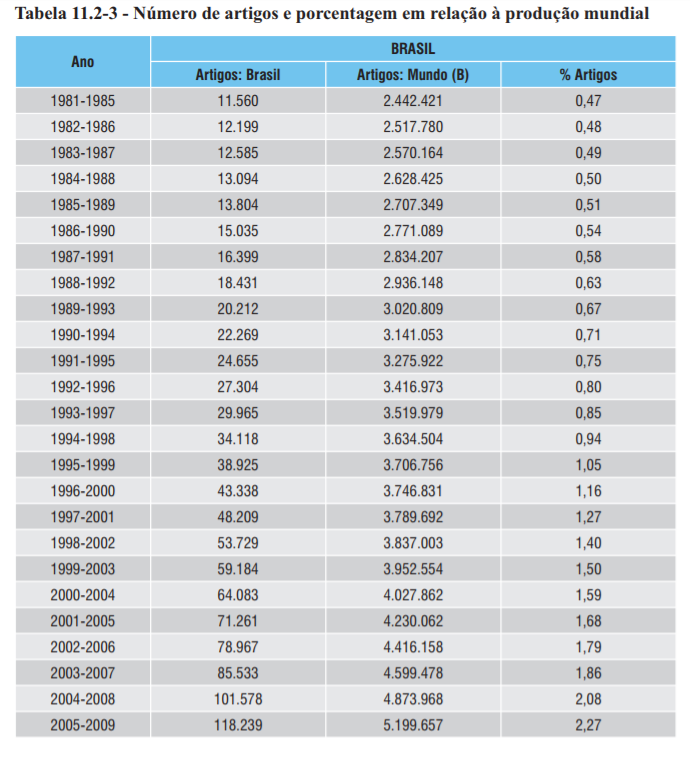 Tabela 11.2-3 - Número de artigos e porcentagem em relação à produção mundial
Ano BRASIL
Artigos: Brasil Artigos: Mundo (B) % Artigos
1981-1985 11.560 2.442.421 0,47
1982-1986 12.199 2.517.780 0,48
1983-1987 12.585 2.570.164 0,49
1984-1988 13.094 2.628.425 0,50
1985-1989 13.804 2.707.349 0,51
1986-1990 15.035 2.771.089 0,54
1987-1991 16.399 2.834.207 0,58
1988-1992 18.431 2.936.148 0,63
1989-1993 20.212 3.020.809 0,67
1990-1994 22.269 3.141.053 0,71
1991-1995 24.655 3.275.922 0,75
1992-1996 27.304 3.416.973 0,80
1993-1997 29.965 3.519.979 0,85
1994-1998 34.118 3.634.504 0,94
1995-1999 38.925 3.706.756 1,05
1996-2000 43.338 3.746.831 1,16
1997-2001 48.209 3.789.692 1,27
1998-2002 53.729 3.837.003 1,40
1999-2003 59.184 3.952.554 1,50
2000-2004 64.083 4.027.862 1,59
2001-2005 71.261 4.230.062 1,68
2002-2006 78.967 4.416.158 1,79
2003-2007 85.533 4.599.478 1,86
2004-2008 101.578 4.873.968 2,08
2005-2009 118.239 5.199.657 2,27